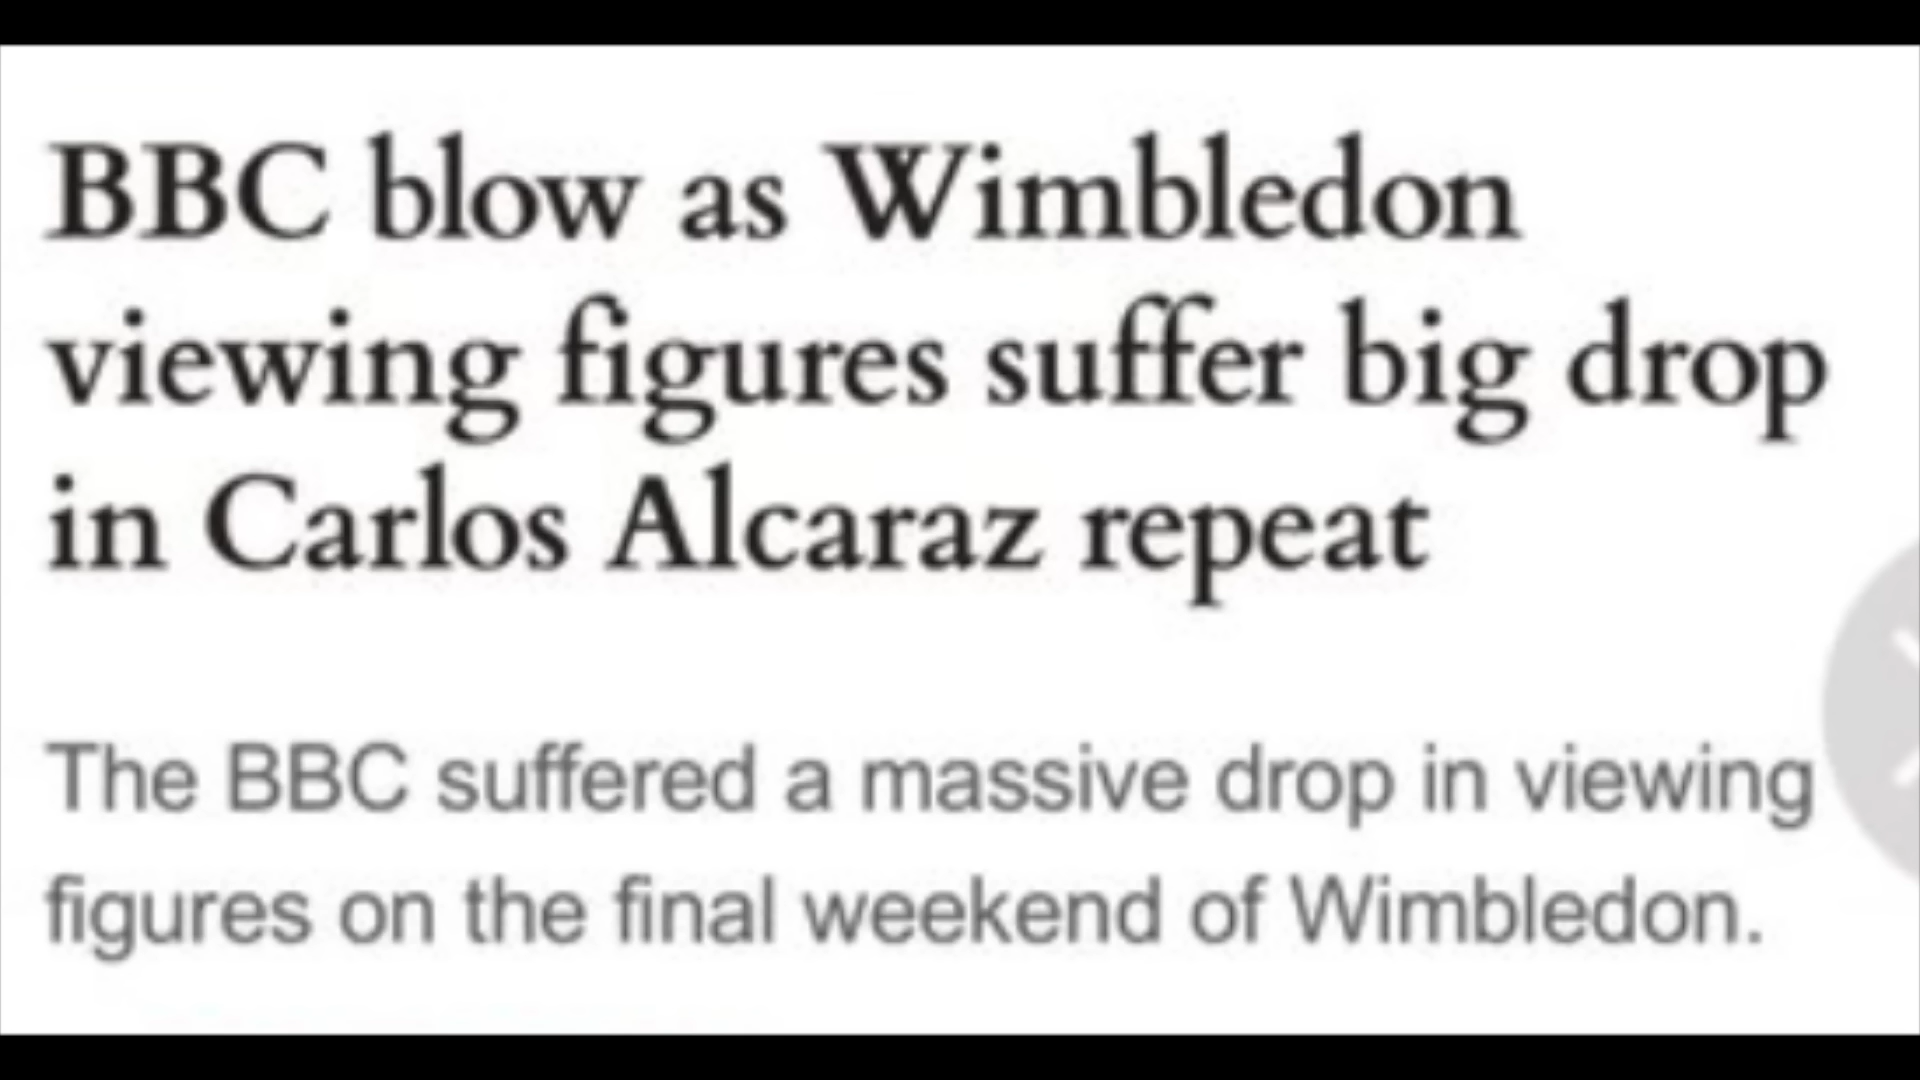 BBC blow as Wimbledon
viewing figures suffer big drop
in Carlos Alcaraz repeat
The BBC suffered a massive drop in viewing
figures on the final weekend of Wimbledon.